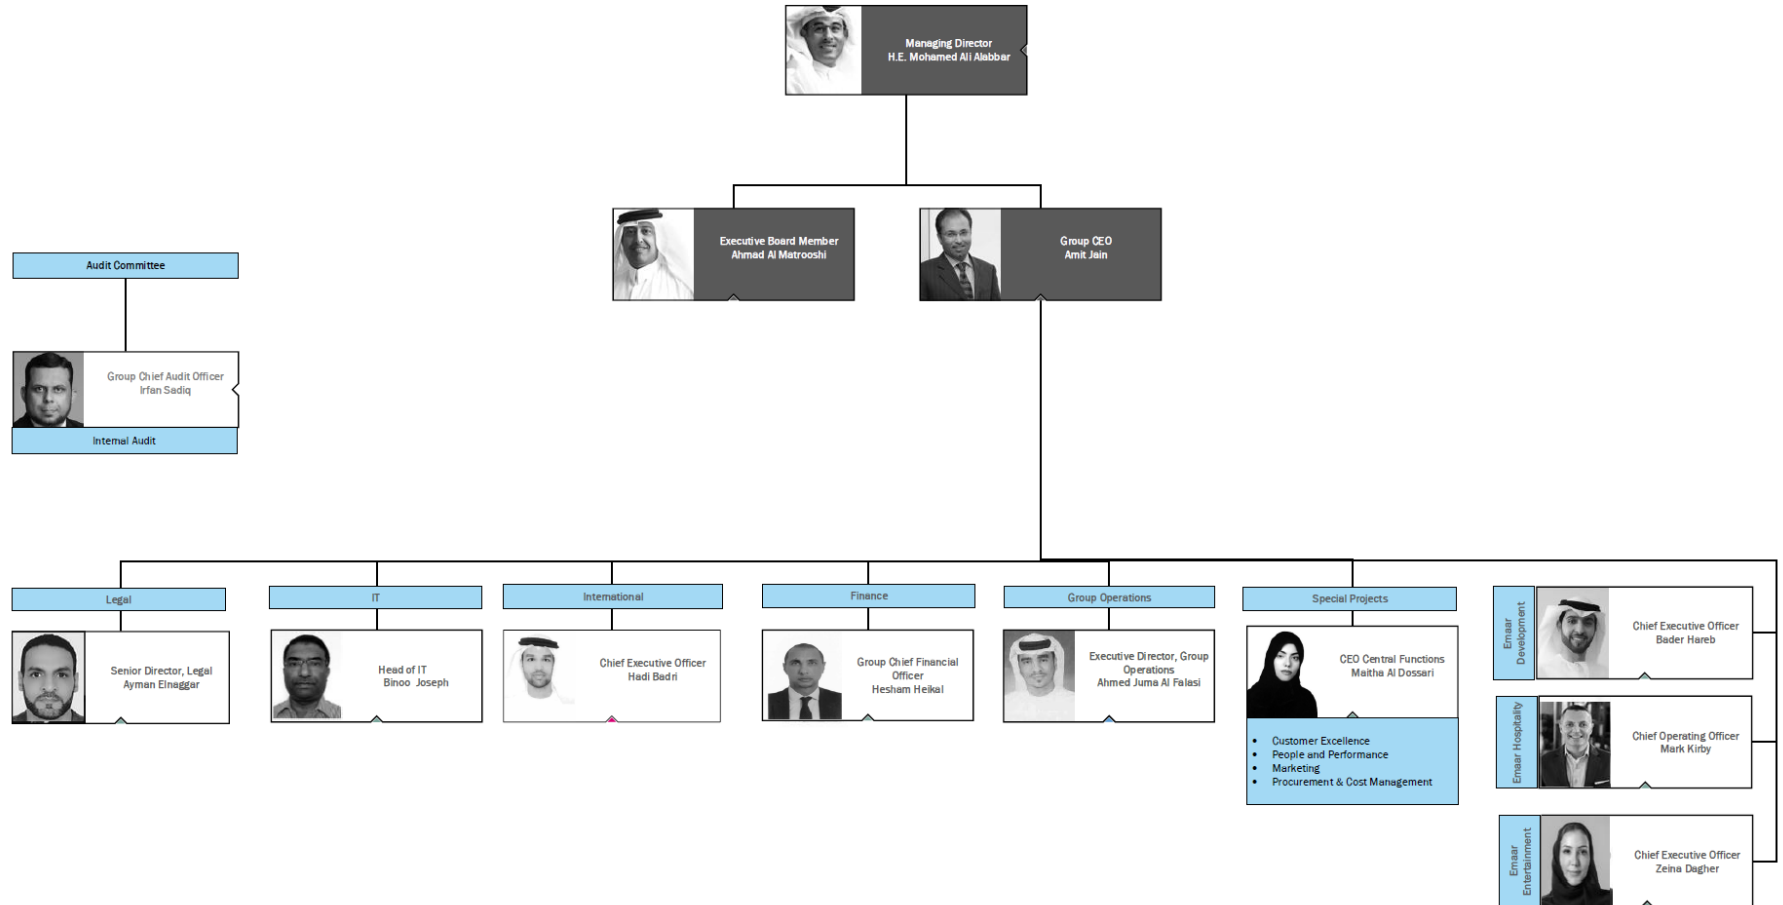 Managing Director
H.E. Mohamed Ali Alabbar
Executive Board Member
Ahmad Al Matrooshi
Group CEO
Amit Jain
Audit Committee
Group Chief Audit Officer
Irfan Sadiq
Internal Audit
Legal
Senior Director, Legal
Ayman Elnaggar
IT
Head of IT
Binoo Joseph
International
Chief Executive Officer
Hadi Badri
Finance
Group Chief Financial
Officer
Hesham Heikal
Group Operations
Executive Director, Group
Operations
Ahmed Juma Al Falasi
Special Projects
CEO Central Functions
Maitha Al Dossari
• Customer Excellence
• People and Performance
• Marketing
• Procurement & Cost Management
Emaar
Development
Chief Executive Officer
Bader Hareb
Emaar Hospitality
Chief Operating Officer
Mark Kirby
Emaar
Entertainment
Chief Executive Officer
Zeina Dagher